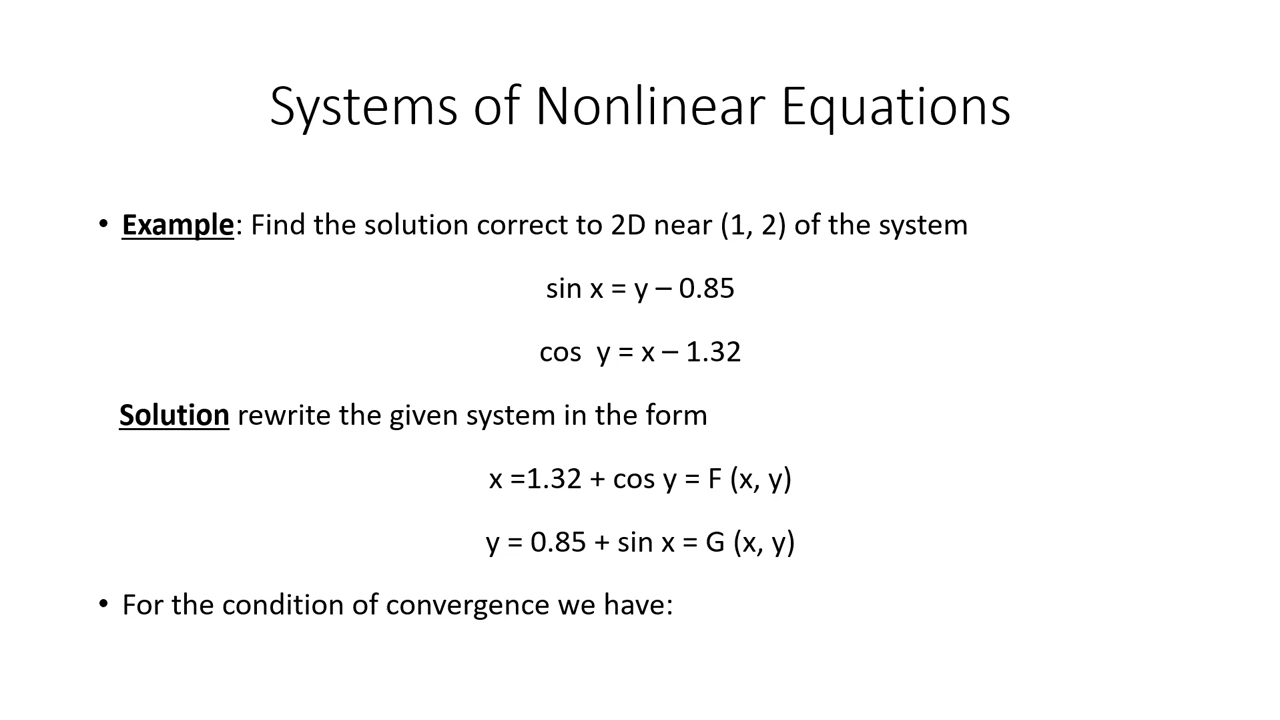 Systems of Nonlinear Equations
• Example: Find the solution correct to 2D near (1, 2) of the system
sin x = y – 0.85
cos  y = x – 1.32
Solution rewrite the given system in the form
x =1.32 + cos y = F (x, y)
y = 0.85 + sin x = G (x, y)
• For the condition of convergence we have: